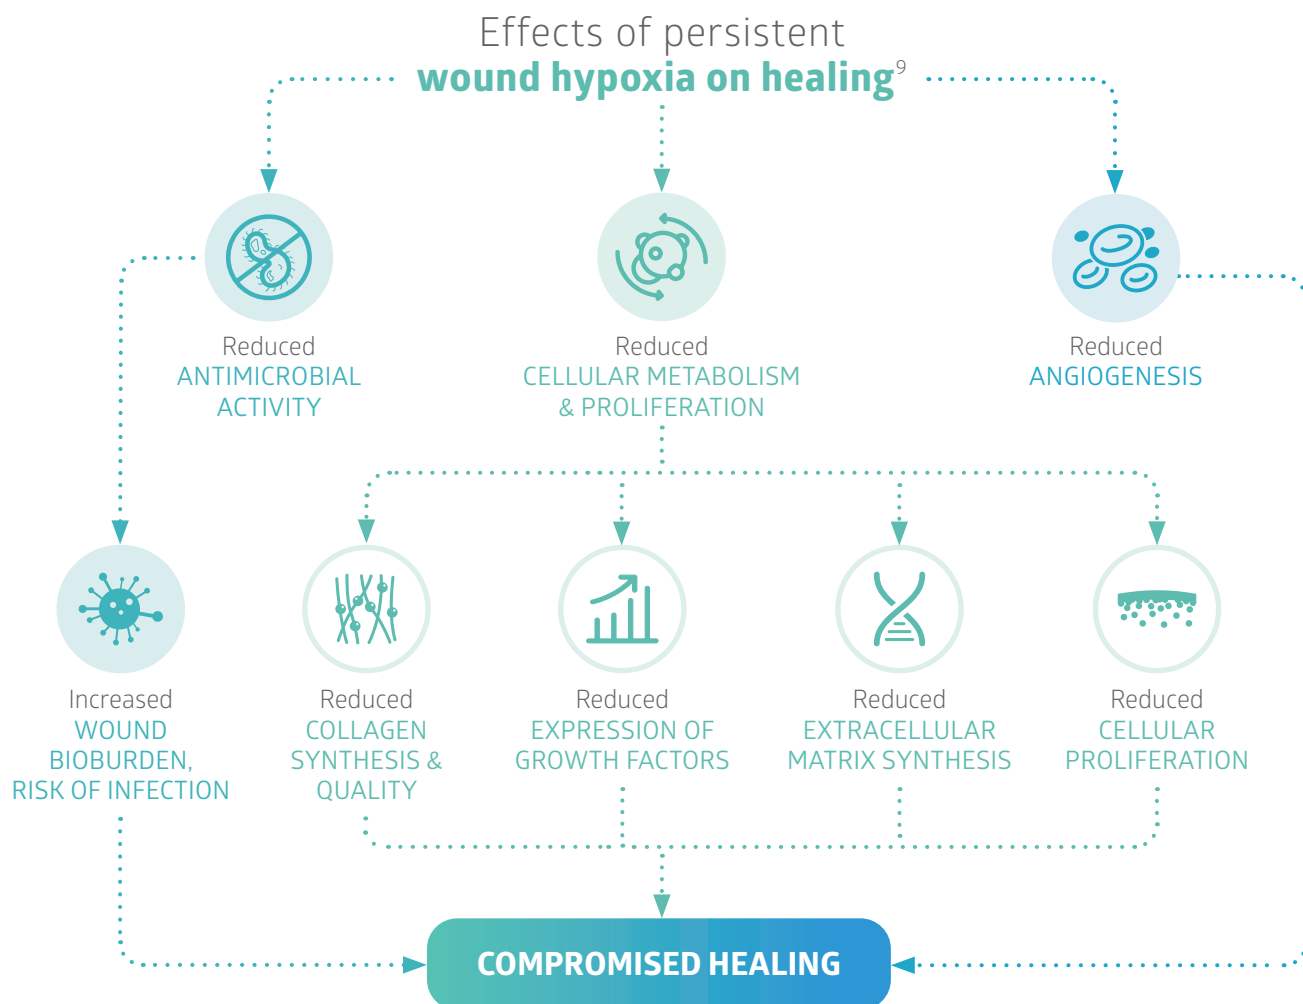 Effects of persistent
wound hypoxia on healing9
Reduced
ANTIMICROBIAL
ACTIVITY
Reduced
CELLULAR METABOLISM
& PROLIFERATION
Reduced
ANGIOGENESIS
Increased
WOUND
BIOBURDEN,
RISK OF INFECTION
Reduced
COLLAGEN
SYNTHESIS &
QUALITY
Reduced
EXPRESSION OF
GROWTH FACTORS
Reduced
EXTRACELLULAR
MATRIX SYNTHESIS
Reduced
CELLULAR
PROLIFERATION
COMPROMISED HEALING